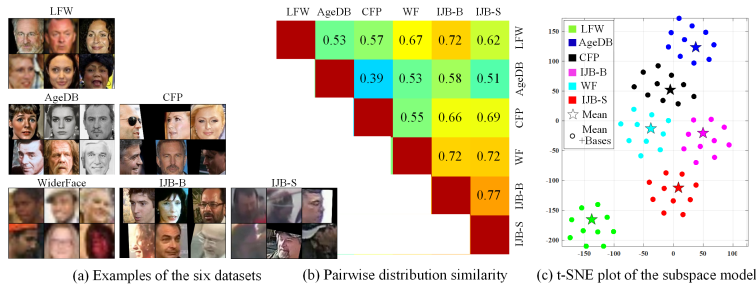 LFW
AgeDB
CFP
WiderFace
IJB-B
IJB-S
(a) Examples of the six datasets
LFW AgeDB CFP WF IJB-B IJB-S
0.53 0.57 0.67 0.72 0.62 LFW
0.39 0.53 0.58 0.51 AgeDB
0.55 0.66 0.69 CFP
0.72 0.72 WF
0.77 IJB-B
IJB-S
(b) Pairwise distribution similarity
LFW
AgeDB
CFP
IJB-B
WF
IJB-S
Mean
Mean
+Bases
150
100
50
0
-50
-100
-150
-200
-150 -100 -50 0 50 100
(c) t-SNE plot of the subspace model